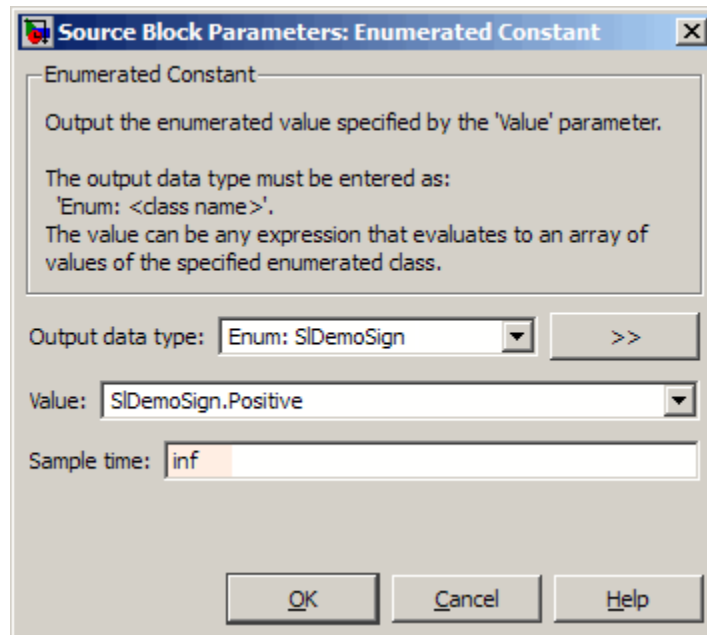 Source Block Parameters: Enumerated Constant
Enumerated Constant
Output the enumerated value specified by the 'Value' parameter.
The output data type must be entered as:
'Enum: <class name>'.
The value can be any expression that evaluates to an array of
values of the specified enumerated class.
Output data type: Enum: SlDemoSign >>
Value: SlDemoSign.Positive
Sample time: inf
OK Cancel Help